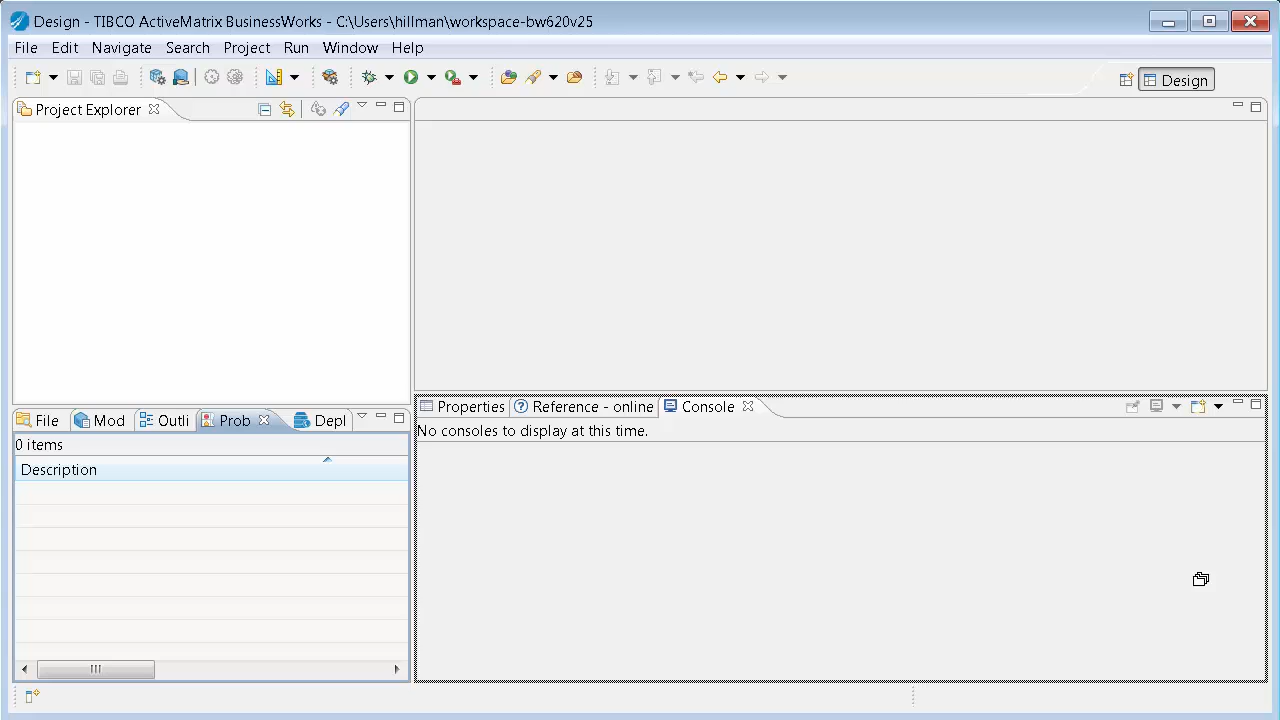 Design - TIBCO ActiveMatrix BusinessWorks - C:\Users\hillman\workspace-bw620v25
File Edit Navigate Search Project Run Window Help
Design
Project Explorer
File Mod Outli Prob Depl
0 items
Description
Properties Reference - online Console
No consoles to display at this time.